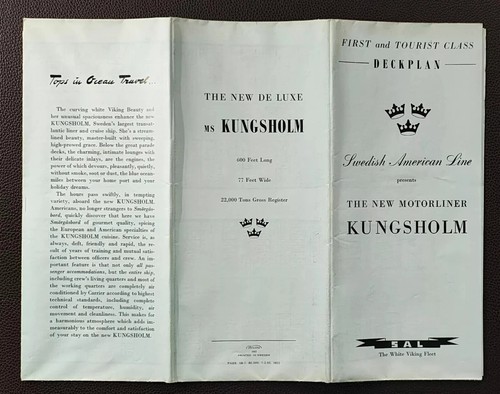 Tops in Ocean Travel...
The curving white Viking Beauty and
her unusual spaciousness enhance the new
KUNGSHOLM, Sweden's largest transat-
lantic liner and cruise ship. She's a stream-
lined beauty, master-built with sweeping,
high-prowed grace. Below the great parade
decks, the charming, intimate lounges with
their delicate inlays, are the engines, the
power of which devours, pleasantly, quietly,
without smoke, soot or dust, the blue ocean
miles between your home port and your
holiday dreams.
The hours pass swiftly, in tempting
variety, aboard the new KUNGSHOLM.
Americans, no longer strangers to Smörgås-
bord, quickly discover that here we have
Smörgåsbord of gourmet quality, spicing
the European and American specialties of
the KUNGSHOLM cuisine. Service is, as
always, deft, friendly and rapid, the re-
sult of years of training and mutual satis-
faction between officers and crew. An im-
portant feature is that not only all pas-
senger accommodations, but the entire ship,
including crew's living quarters and most of
the working quarters are completely air
conditioned by Carrier according to highest
technical standards, including complete
control of temperature, humidity, air
movement and cleanliness. This makes for
a harmonious atmosphere which adds im-
measurably to the comfort and satisfaction
of your stay on the new KUNGSHOLM.
THE NEW DE LUXE
MS KUNGSHOLM
600 Feet Long
77 Feet Wide
22,000 Tons Gross Register
PRINTED IN SWEDEN
FIRST and TOURIST CLASS
DECKPLAN
Swedish American Line
presents
THE NEW MOTORLINER
KUNGSHOLM
SAL
The White Viking Fleet